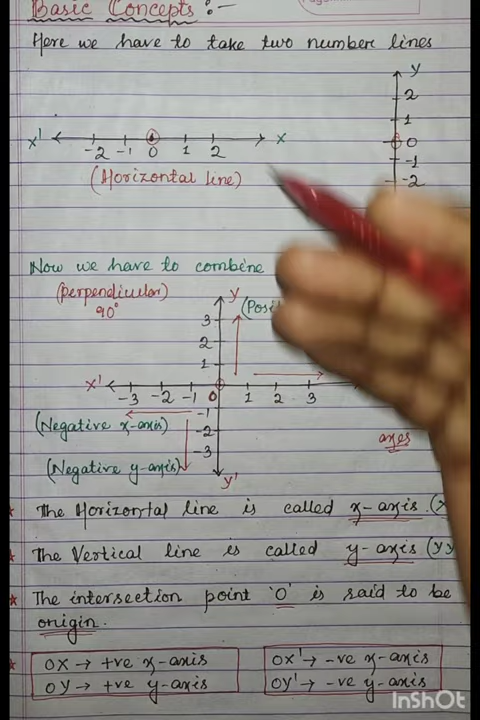 Basic Concepts :-
Here we have to take two number lines
y
2
1
0
-1
-2
x' -2 -1 0 1 2 x
(Horizontal line)
Now we have to combine
(perpendicular)
90°
y
(Posit
3
2
1
x' -3 -2 -1 0 1 2 3
-1
(Negative x-axis)
-2
-3
axes
(Negative y-axis)
y'
* The Horizontal line is called x-axis. (x
* The Vertical line is called y-axis (yy
* The intersection point 'O' is said to be
origin.
* OX → +ve x-axis
OY → +ve y-axis
OX' → -ve x-axis
OY' → -ve y-axis
InShOt